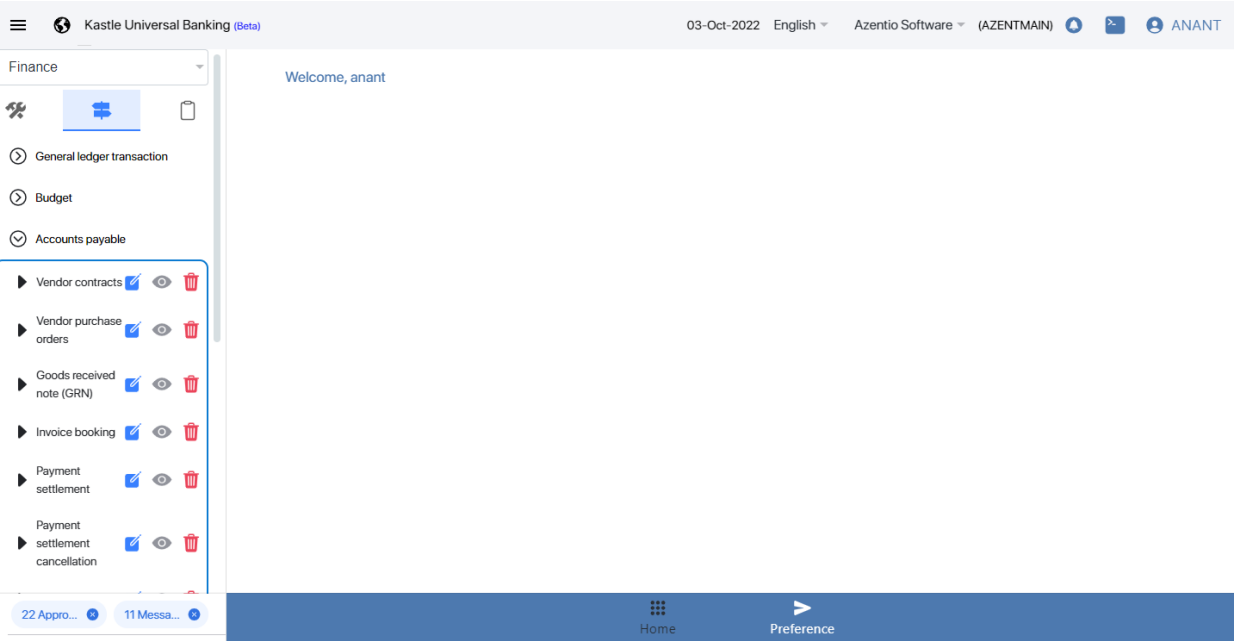 Kastle Universal Banking (Beta)
03-Oct-2022 English Azentio Software (AZENTMAIN) ANANT
Finance
Welcome, anant
General ledger transaction
Budget
Accounts payable
Vendor contracts
Vendor purchase
orders
Goods received
note (GRN)
Invoice booking
Payment
settlement
Payment
settlement
cancellation
22 Appro... 11 Messa...
Home Preference